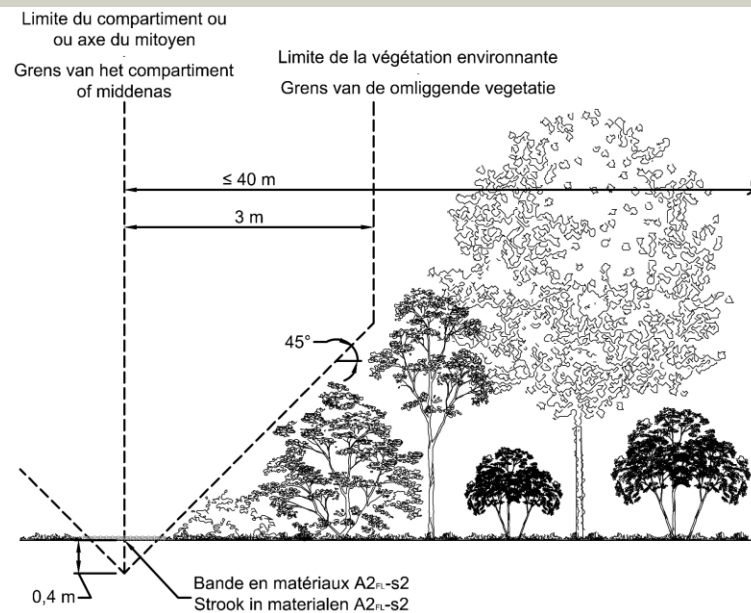 Limite du compartiment ou
ou axe du mitoyen
Grens van het compartiment
of middenas
Limite de la végétation environnante
Grens van de omliggende vegetatie
≤ 40 m
3 m
45°
0,4 m
Bande en matériaux A2FL-s2
Strook in materialen A2FL-s2